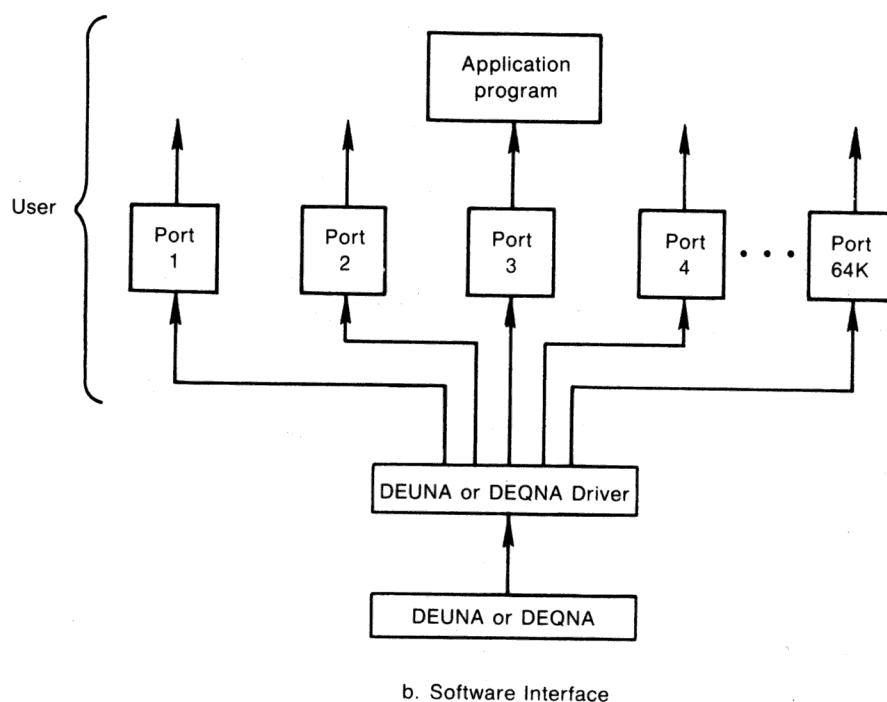 Application
program
User
Port
1
Port
2
Port
3
Port
4
• • •
Port
64K
DEUNA or DEQNA Driver
DEUNA or DEQNA
b. Software Interface